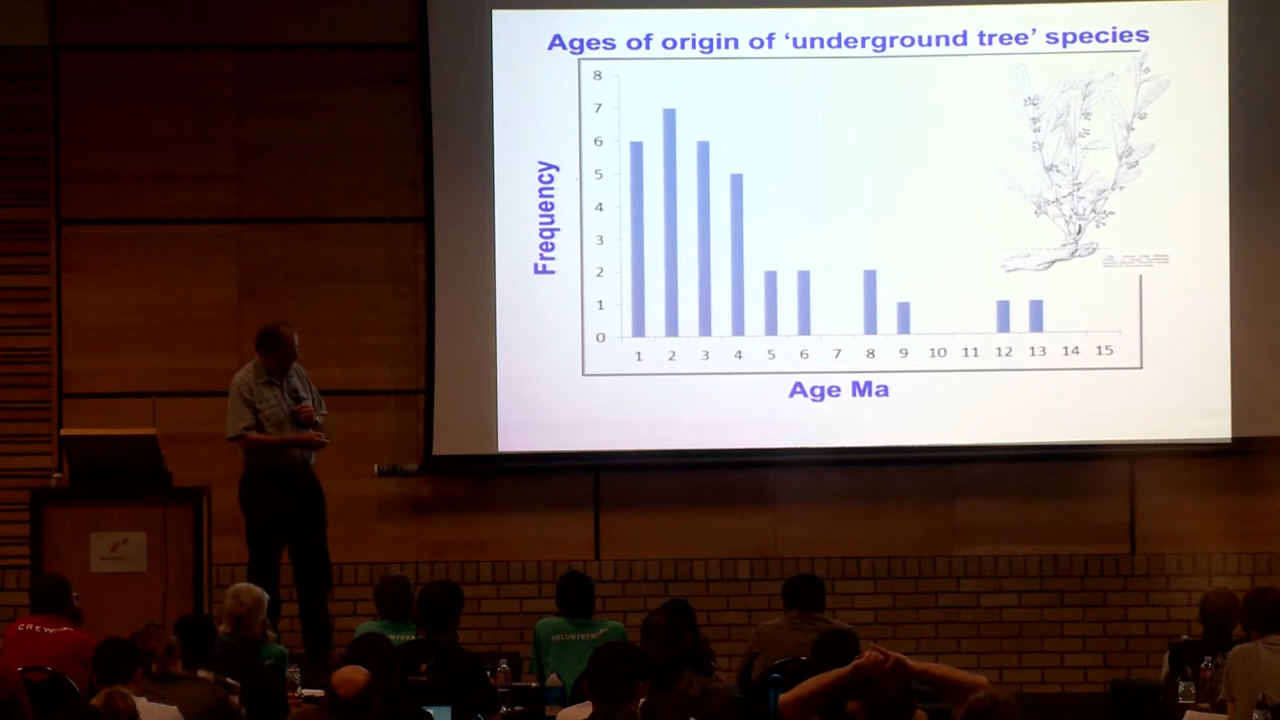 Ages of origin of ‘underground tree’ species
8
7
6
5
4
3
2
1
0
Frequency
1 2 3 4 5 6 7 8 9 10 11 12 13 14 15
Age Ma
VOLUNTEER